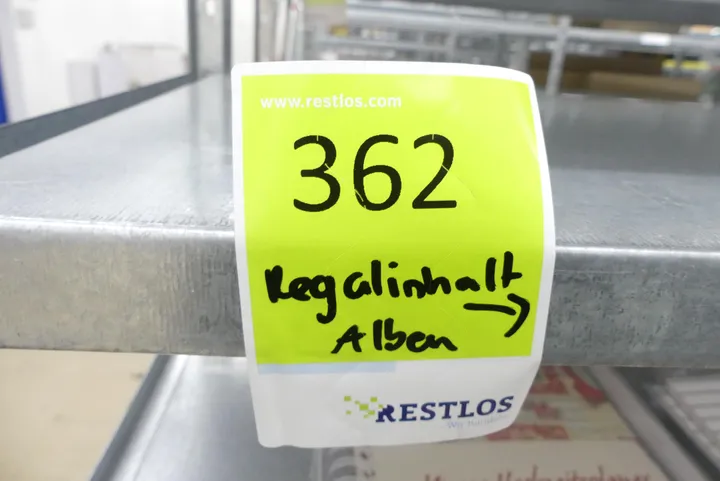 www.restlos.com
362
Regalinhalt →
Alben
RESTLOS